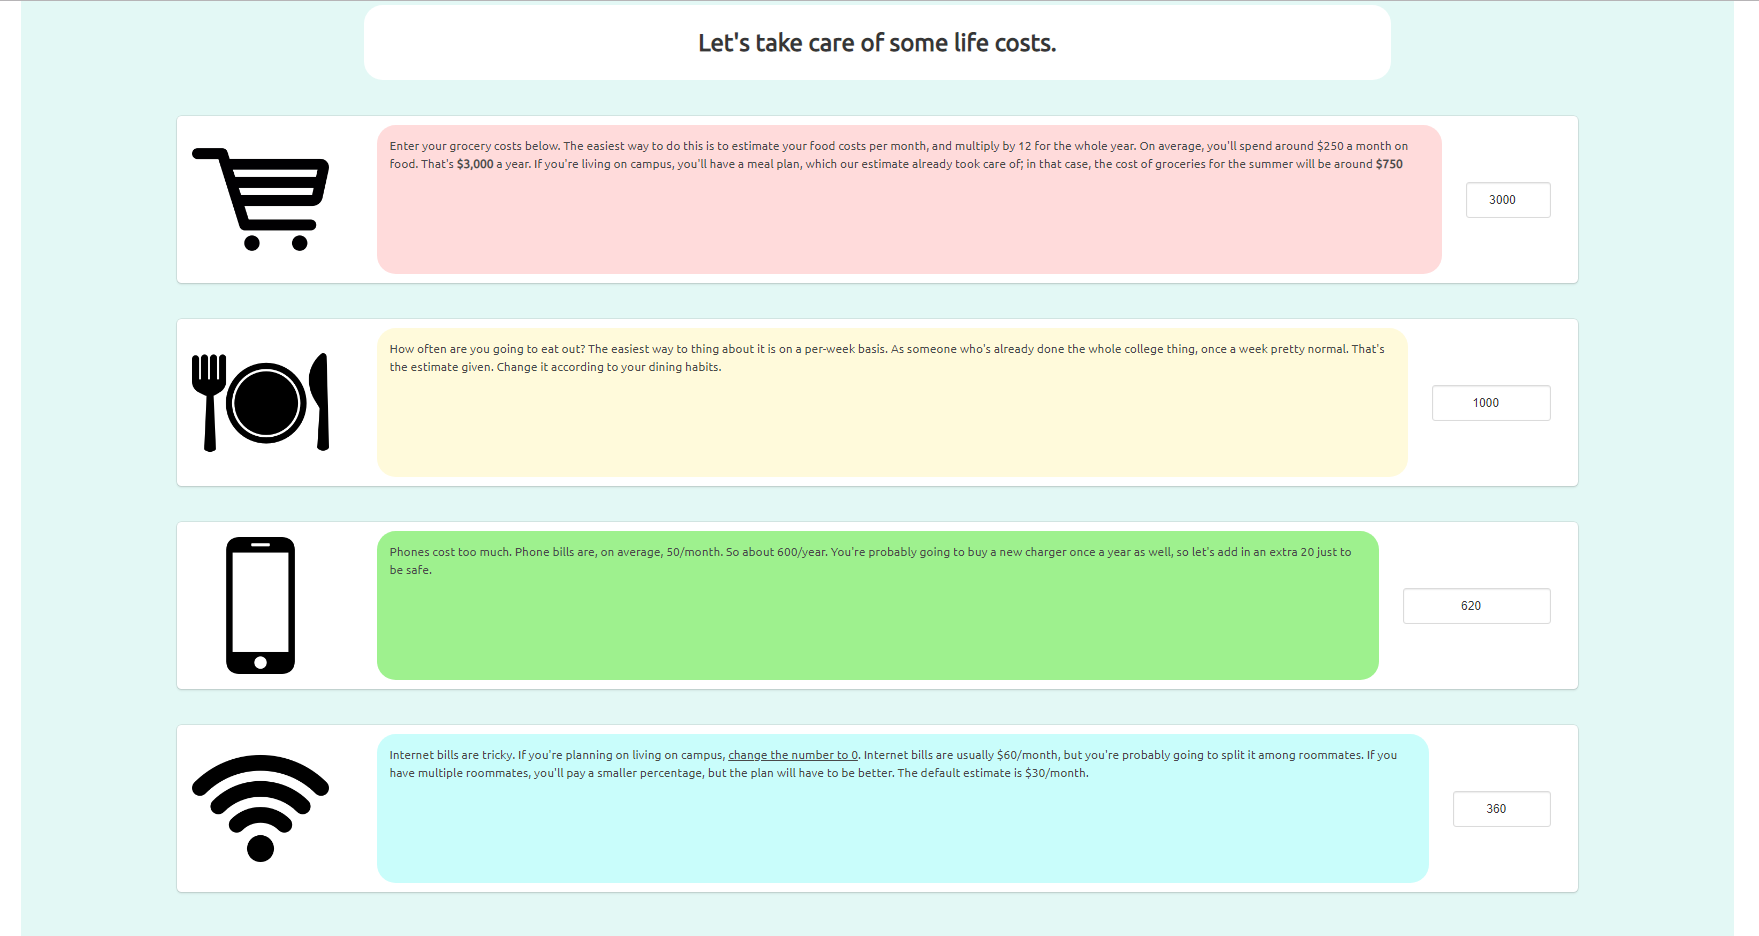 Let's take care of some life costs.
Enter your grocery costs below. The easiest way to do this is to estimate your food costs per month, and multiply by 12 for the whole year. On average, you'll spend around $250 a month on
food. That's $3,000 a year. If you're living on campus, you'll have a meal plan, which our estimate already took care of; in that case, the cost of groceries for the summer will be around $750
3000
How often are you going to eat out? The easiest way to thing about it is on a per-week basis. As someone who's already done the whole college thing, once a week pretty normal. That's
the estimate given. Change it according to your dining habits.
1000
Phones cost too much. Phone bills are, on average, 50/month. So about 600/year. You're probably going to buy a new charger once a year as well, so let's add in an extra 20 just to
be safe.
620
Internet bills are tricky. If you're planning on living on campus, change the number to 0. Internet bills are usually $60/month, but you're probably going to split it among roommates. If you
have multiple roommates, you'll pay a smaller percentage, but the plan will have to be better. The default estimate is $30/month.
360